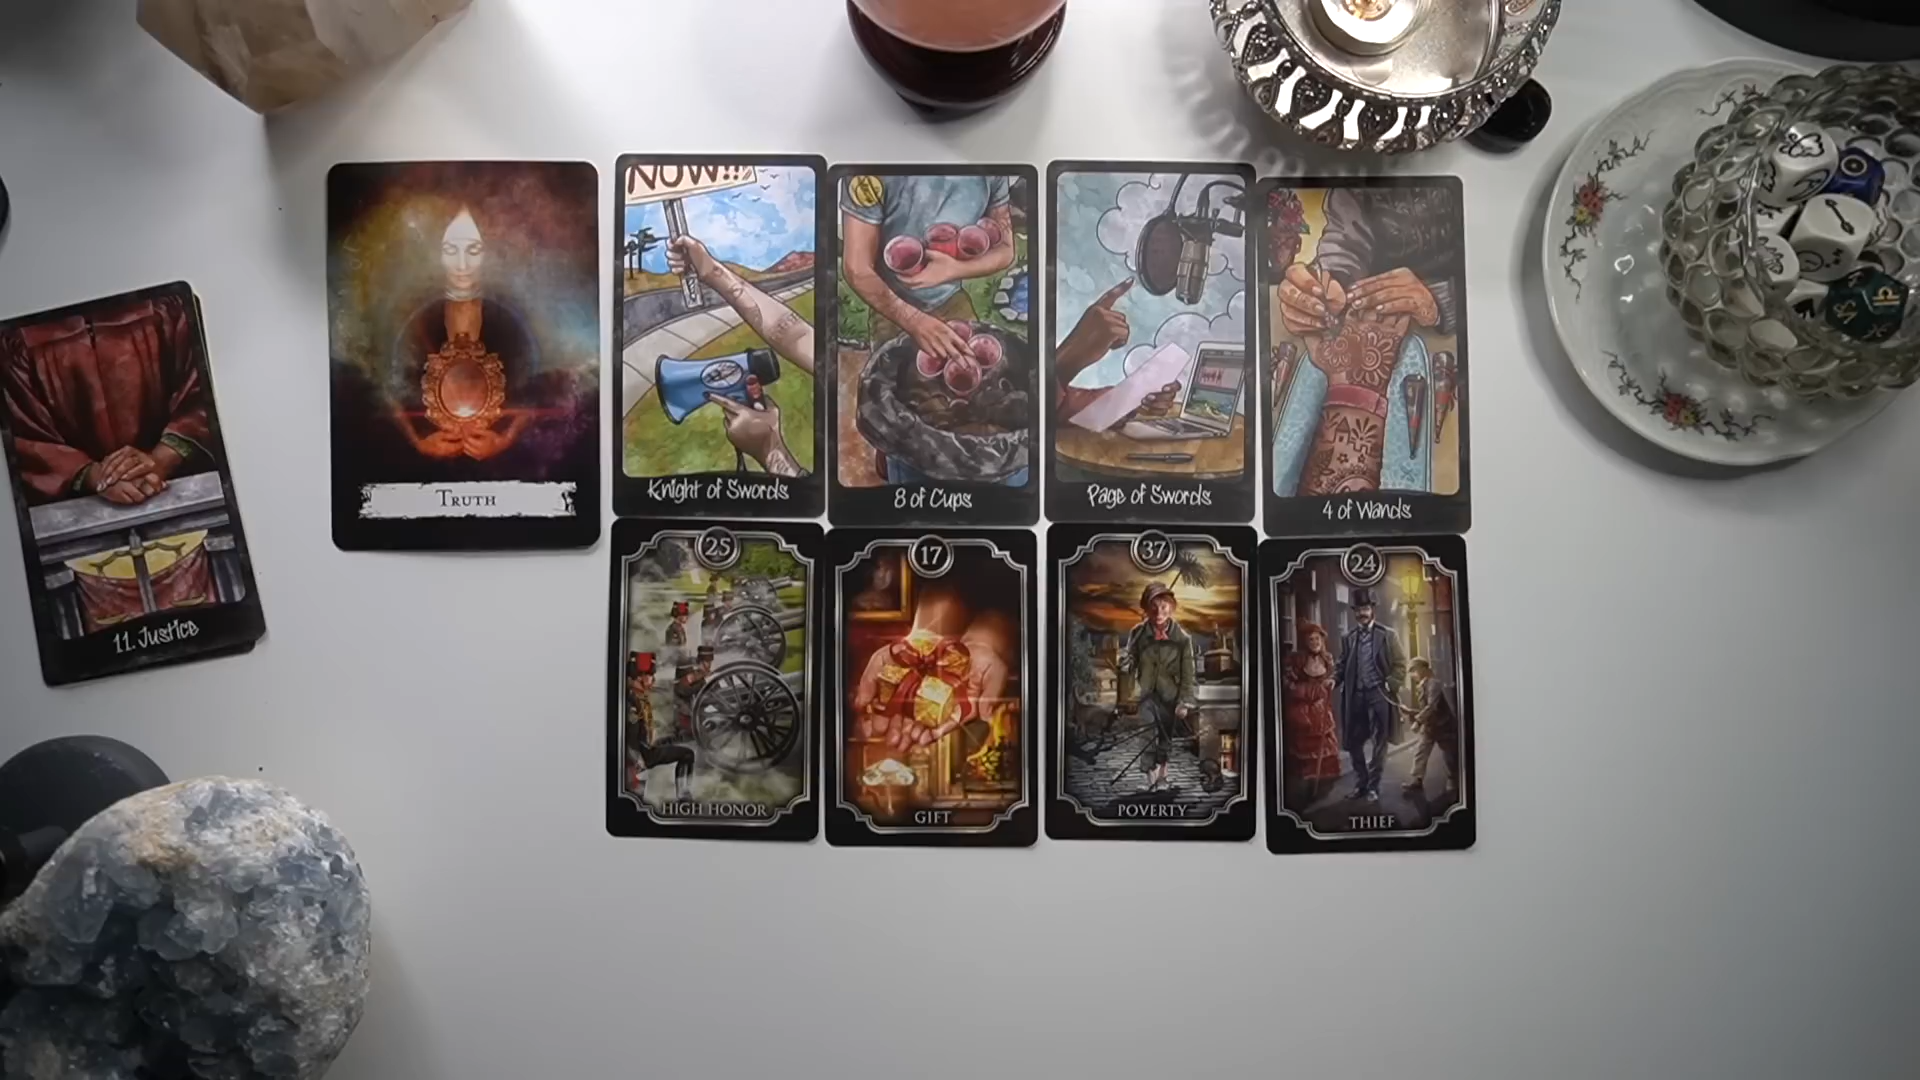 NOW!!!
TRUTH
Knight of Swords
8 of Cups
Page of Swords
4 of Wands
11. Justice
25
17
37
24
HIGH HONOR
GIFT
POVERTY
THIEF